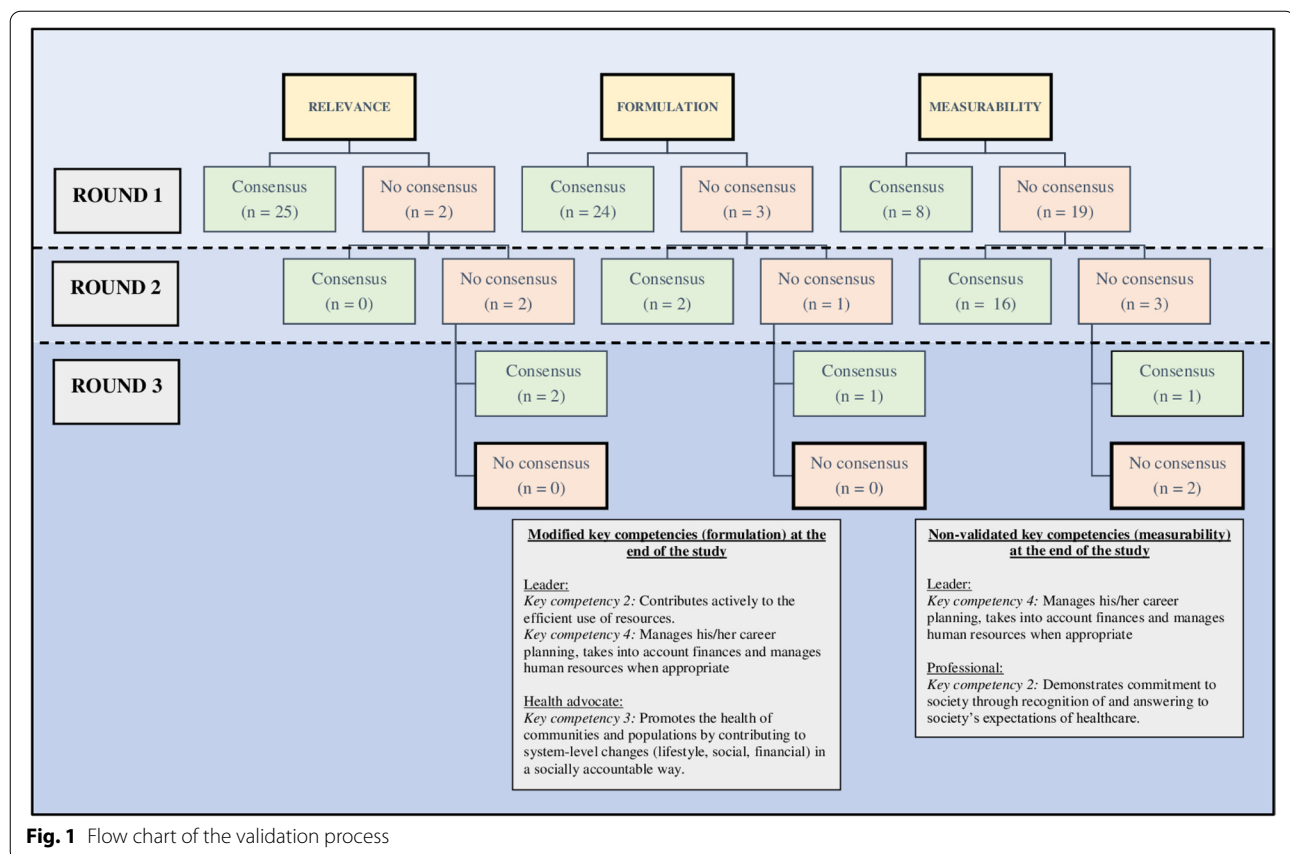 RELEVANCE
FORMULATION
MEASURABILITY
ROUND 1
Consensus
(n = 25)
No consensus
(n = 2)
Consensus
(n = 24)
No consensus
(n = 3)
Consensus
(n = 8)
No consensus
(n = 19)
ROUND 2
Consensus
(n = 0)
No consensus
(n = 2)
Consensus
(n = 2)
No consensus
(n = 1)
Consensus
(n = 16)
No consensus
(n = 3)
ROUND 3
Consensus
(n = 2)
Consensus
(n = 1)
Consensus
(n = 1)
No consensus
(n = 0)
No consensus
(n = 0)
No consensus
(n = 2)
Modified key competencies (formulation) at the
end of the study
Leader:
Key competency 2: Contributes actively to the
efficient use of resources.
Key competency 4: Manages his/her career
planning, takes into account finances and manages
human resources when appropriate
Health advocate:
Key competency 3: Promotes the health of
communities and populations by contributing to
system-level changes (lifestyle, social, financial) in
a socially accountable way.
Non-validated key competencies (measurability)
at the end of the study
Leader:
Key competency 4: Manages his/her career
planning, takes into account finances and manages
human resources when appropriate
Professional:
Key competency 2: Demonstrates commitment to
society through recognition of and answering to
society's expectations of healthcare.
Fig. 1 Flow chart of the validation process